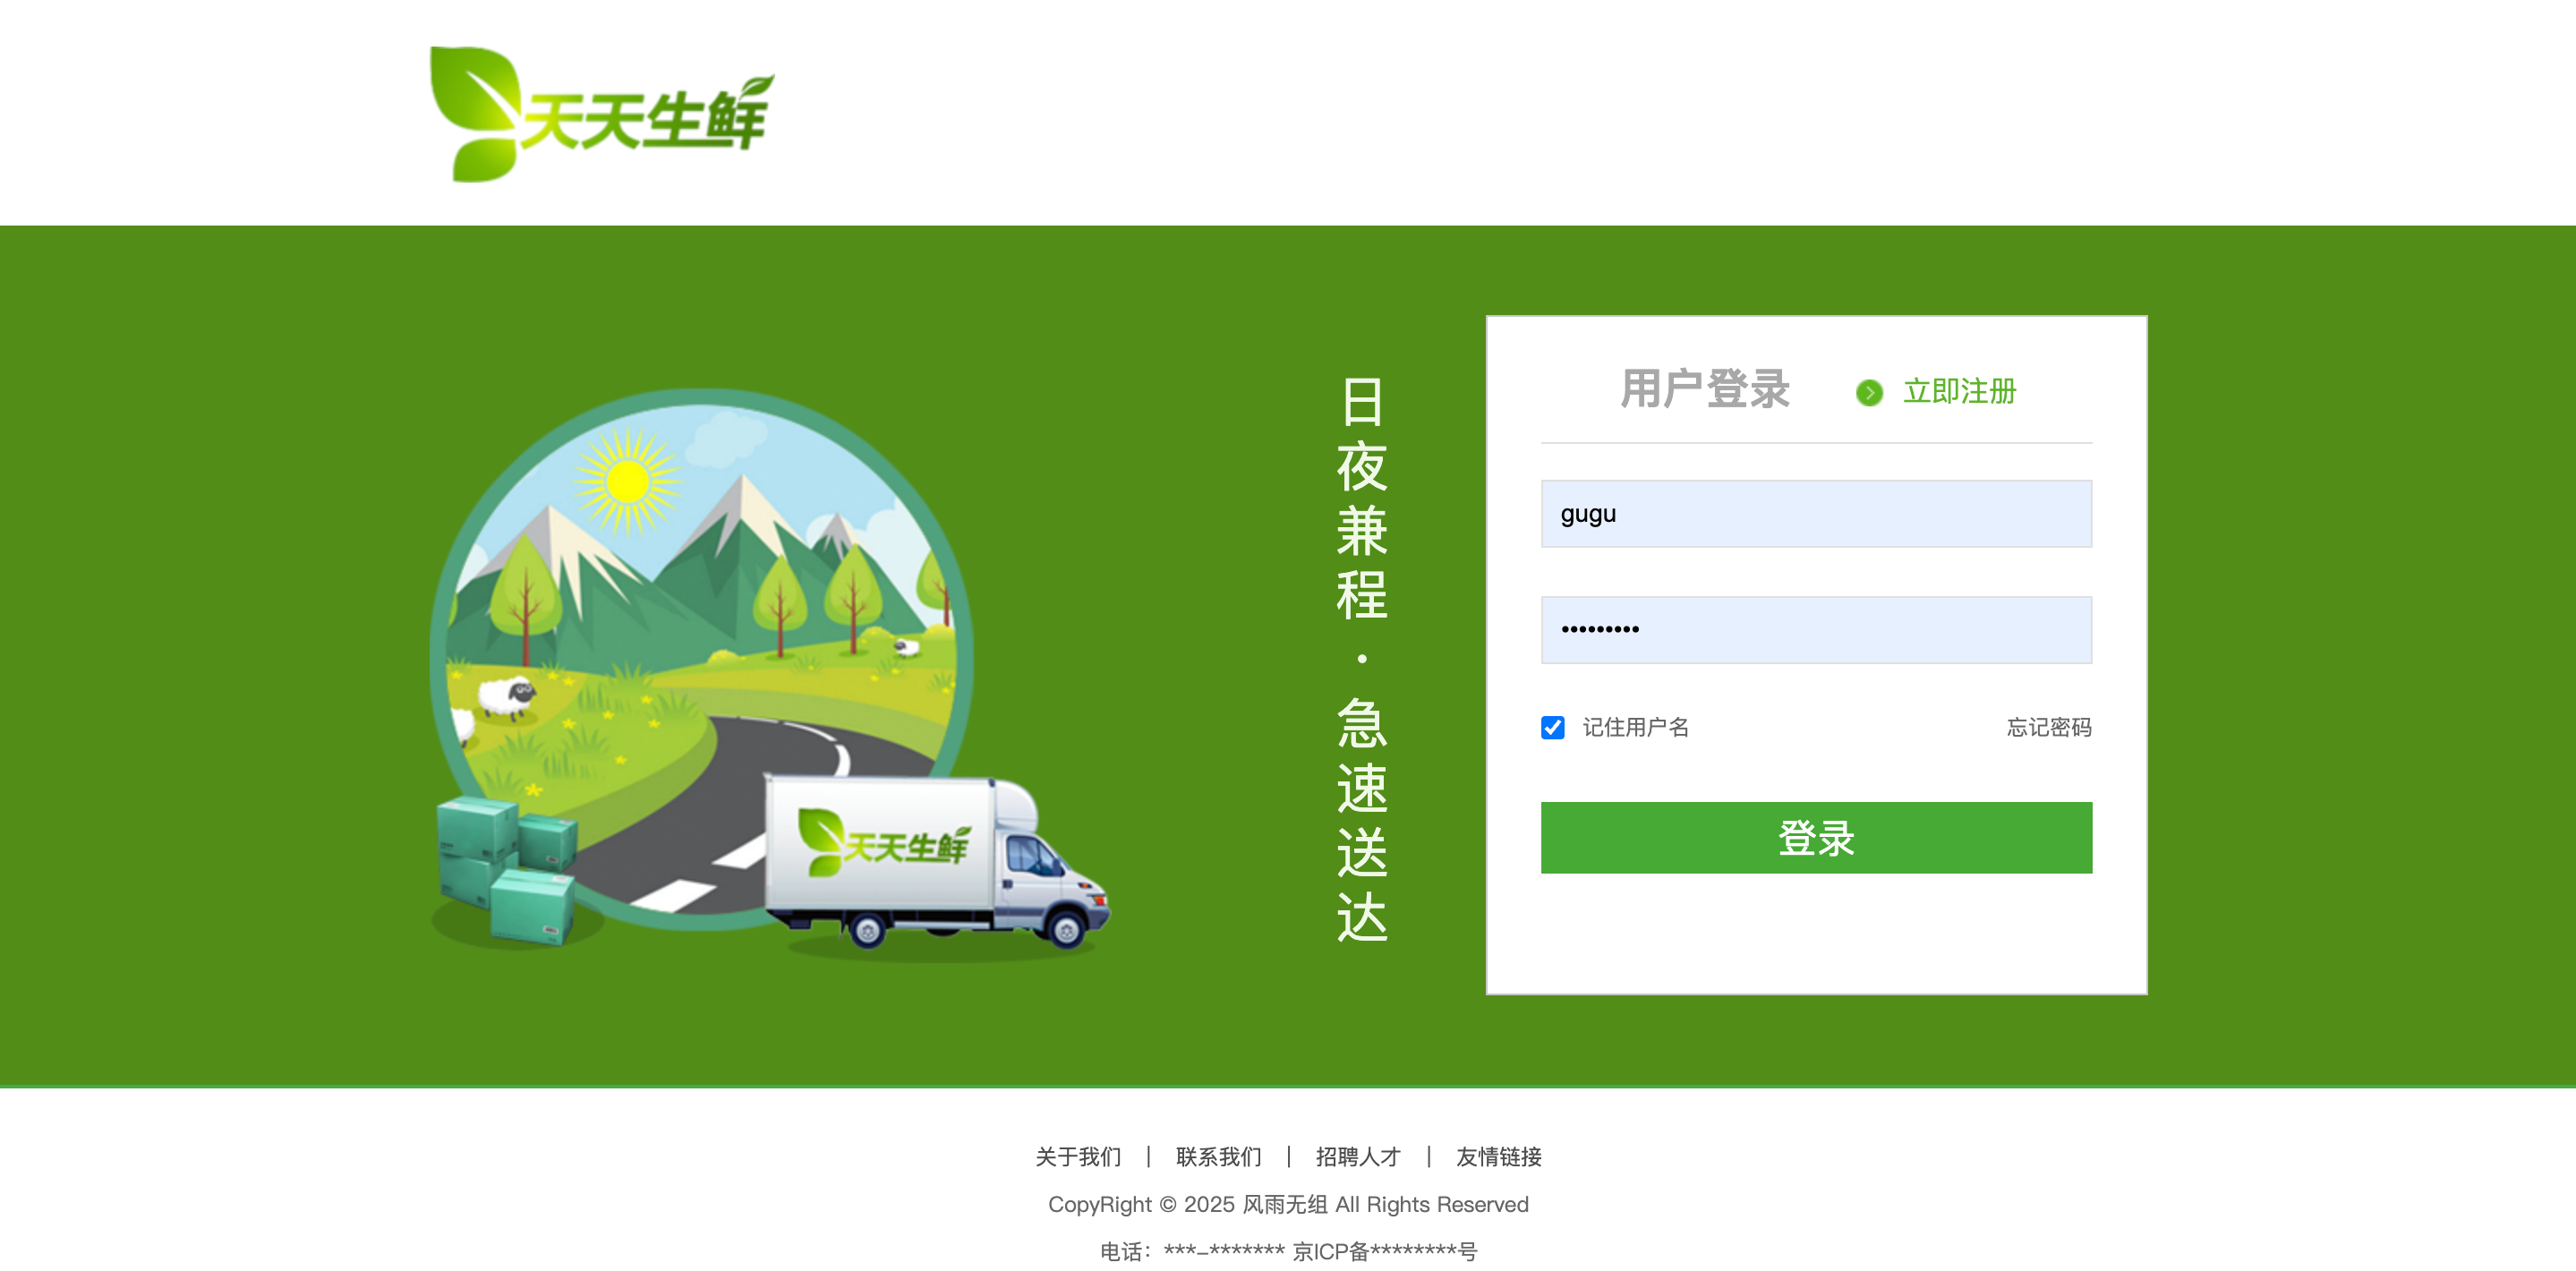 天天生鲜
日夜兼程·急速送达
天天生鲜
用户登录 立即注册
gugu
•••••••••
记住用户名 忘记密码
登录
关于我们 | 联系我们 | 招聘人才 | 友情链接
CopyRight © 2025 风雨无组 All Rights Reserved
电话：***-******* 京ICP备********号